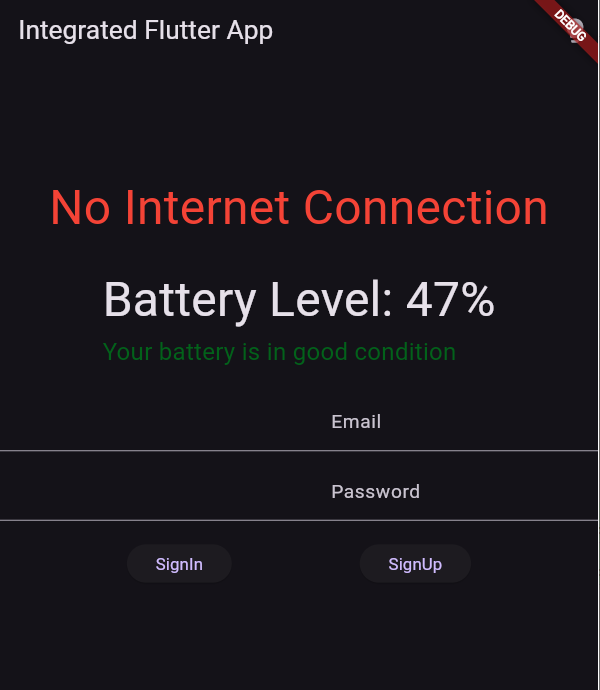 Integrated Flutter App
DEBUG
No Internet Connection
Battery Level: 47%
Your battery is in good condition
Email
Password
SignIn
SignUp